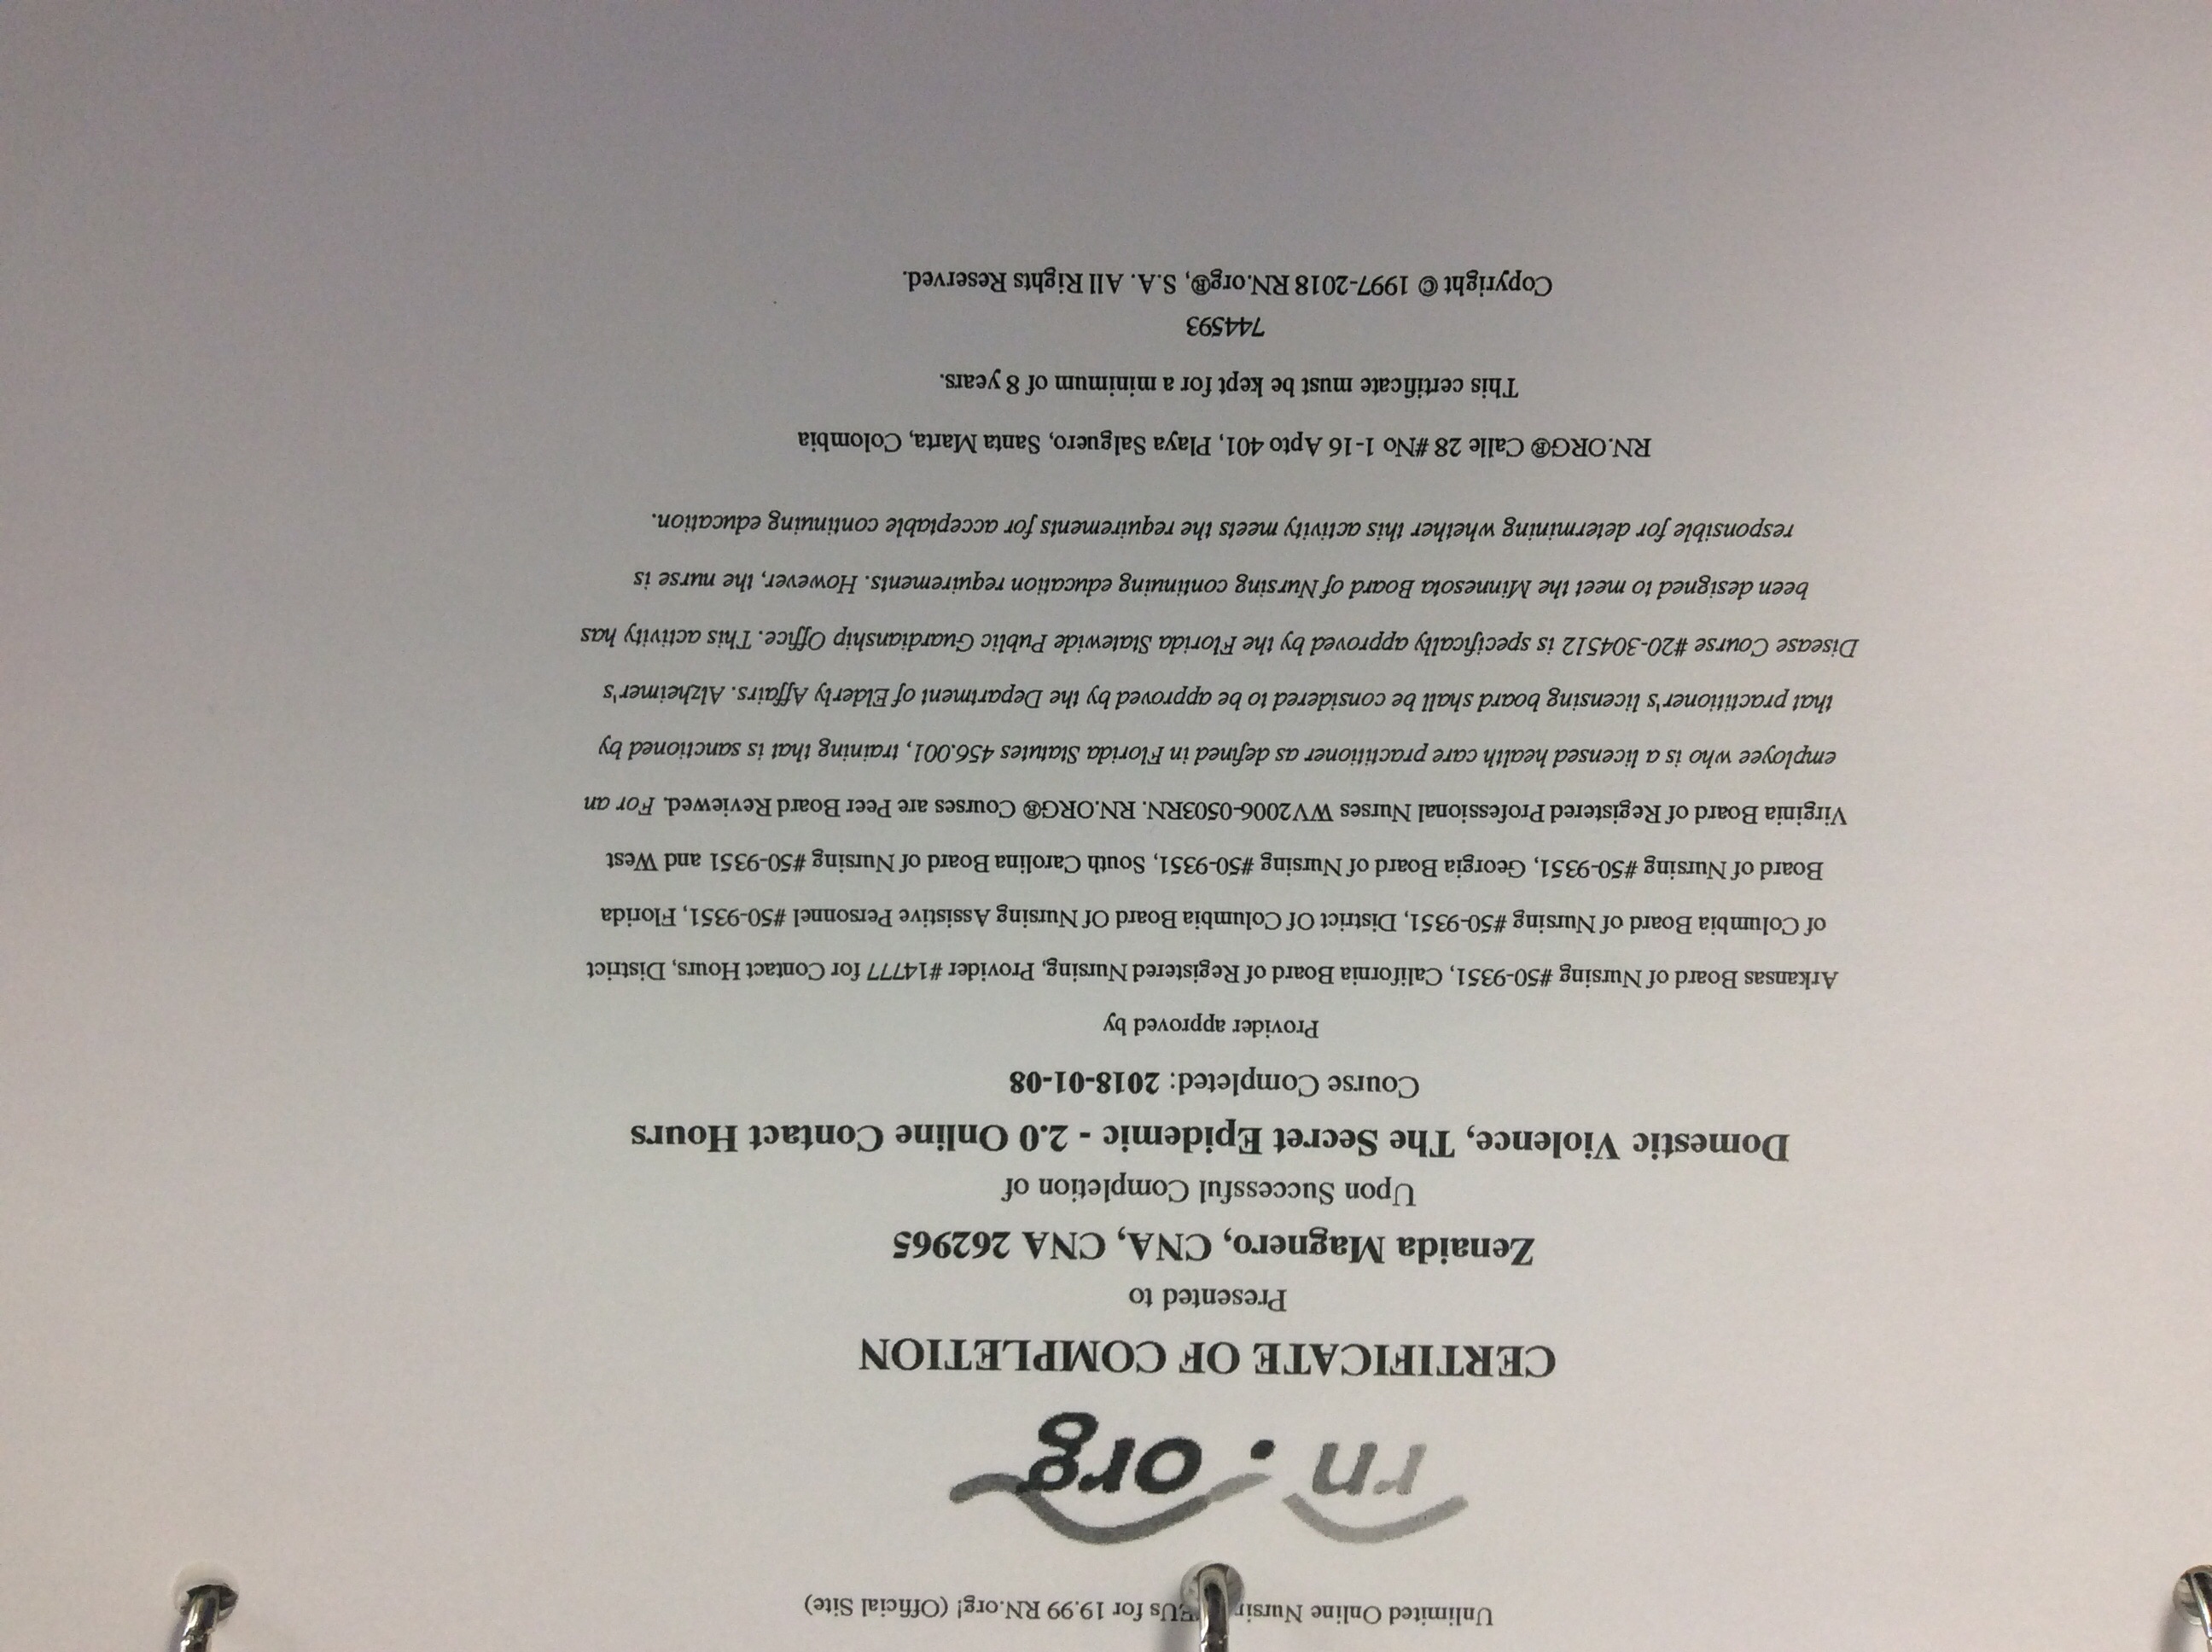 Unlimited Online Nursin EUs for 19.99 RN.org! (Official Site)
rn.org
CERTIFICATE OF COMPLETION
Presented to
Zenaida Magnero, CNA, CNA 262965
Upon Successful Completion of
Domestic Violence, The Secret Epidemic - 2.0 Online Contact Hours
Course Completed: 2018-01-08
Provider approved by
Arkansas Board of Nursing #50-9351, California Board of Registered Nursing, Provider #14777 for Contact Hours, District
of Columbia Board of Nursing #50-9351, District Of Columbia Board Of Nursing Assistive Personnel #50-9351, Florida
Board of Nursing #50-9351, Georgia Board of Nursing #50-9351, South Carolina Board of Nursing #50-9351 and West
Virginia Board of Registered Professional Nurses WV2006-0503RN. RN.ORG® Courses are Peer Board Reviewed. For an
employee who is a licensed health care practitioner as defined in Florida Statutes 456.001, training that is sanctioned by
that practitioner's licensing board shall be considered to be approved by the Department of Elderly Affairs. Alzheimer's
Disease Course #20-304512 is specifically approved by the Florida Statewide Public Guardianship Office. This activity has
been designed to meet the Minnesota Board of Nursing continuing education requirements. However, the nurse is
responsible for determining whether this activity meets the requirements for acceptable continuing education.
RN.ORG® Calle 28 #No 1-16 Apto 401, Playa Salguero, Santa Marta, Colombia
This certificate must be kept for a minimum of 8 years.
744593
Copyright © 1997-2018 RN.org®, S.A. All Rights Reserved.